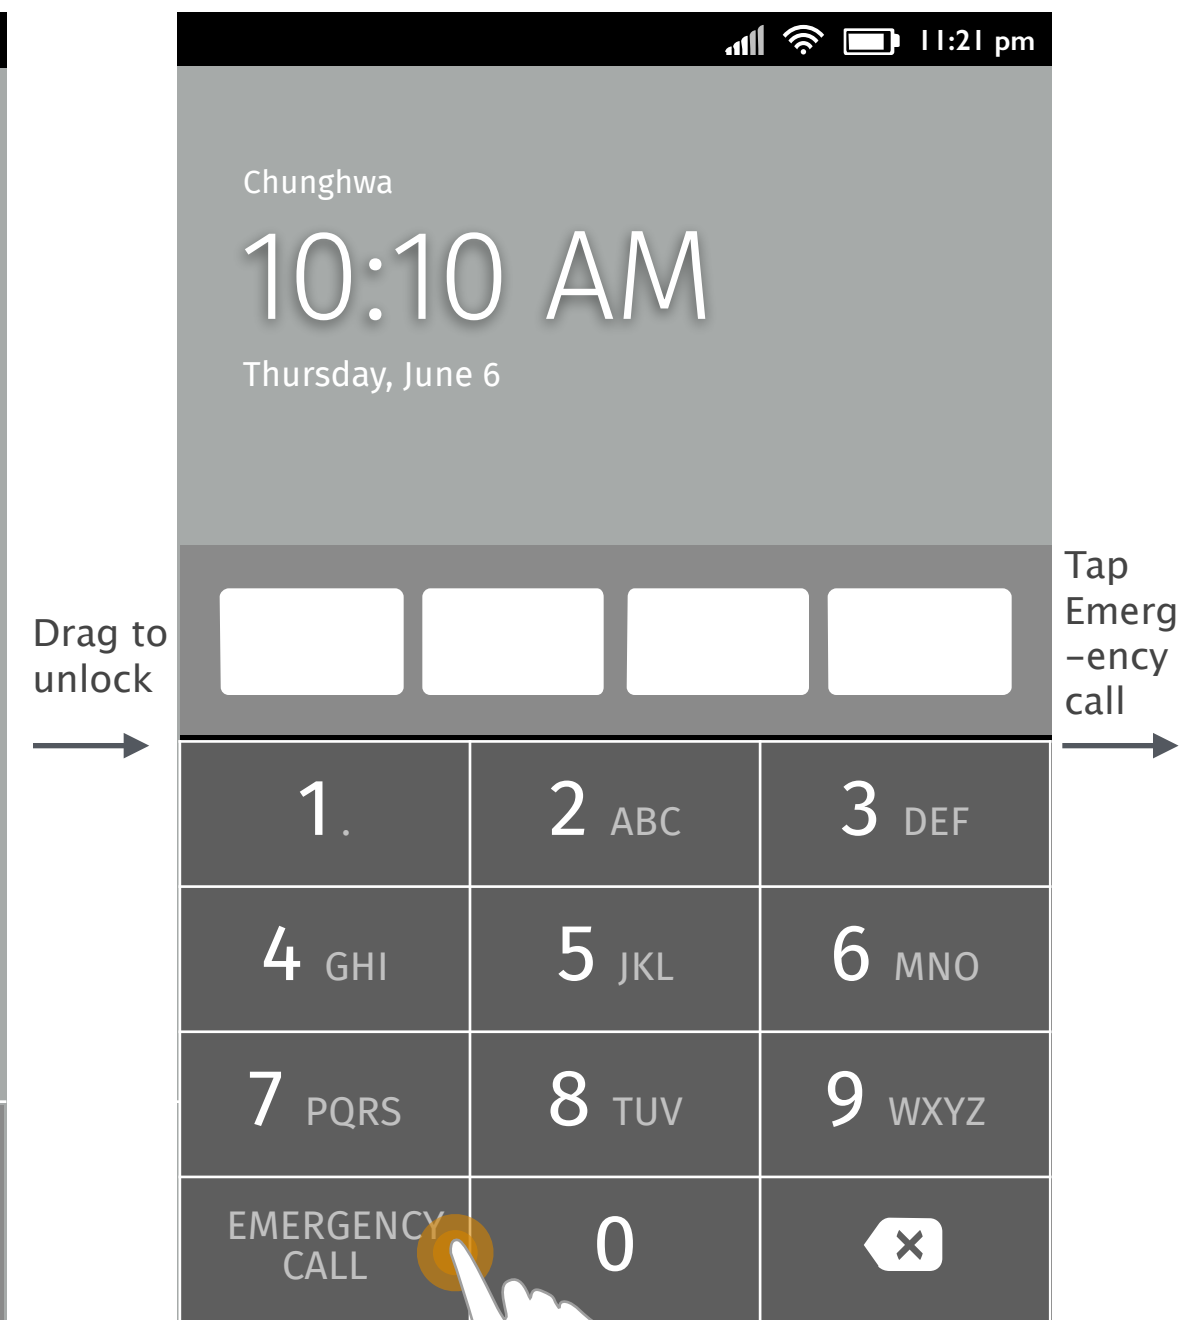 11:21 pm
Chunghwa
10:10 AM
Thursday, June 6
Drag to
unlock
Tap
Emerg
-ency
call
1 .
2 ABC
3 DEF
4 GHI
5 JKL
6 MNO
7 PQRS
8 TUV
9 WXYZ
EMERGENCY
CALL
0